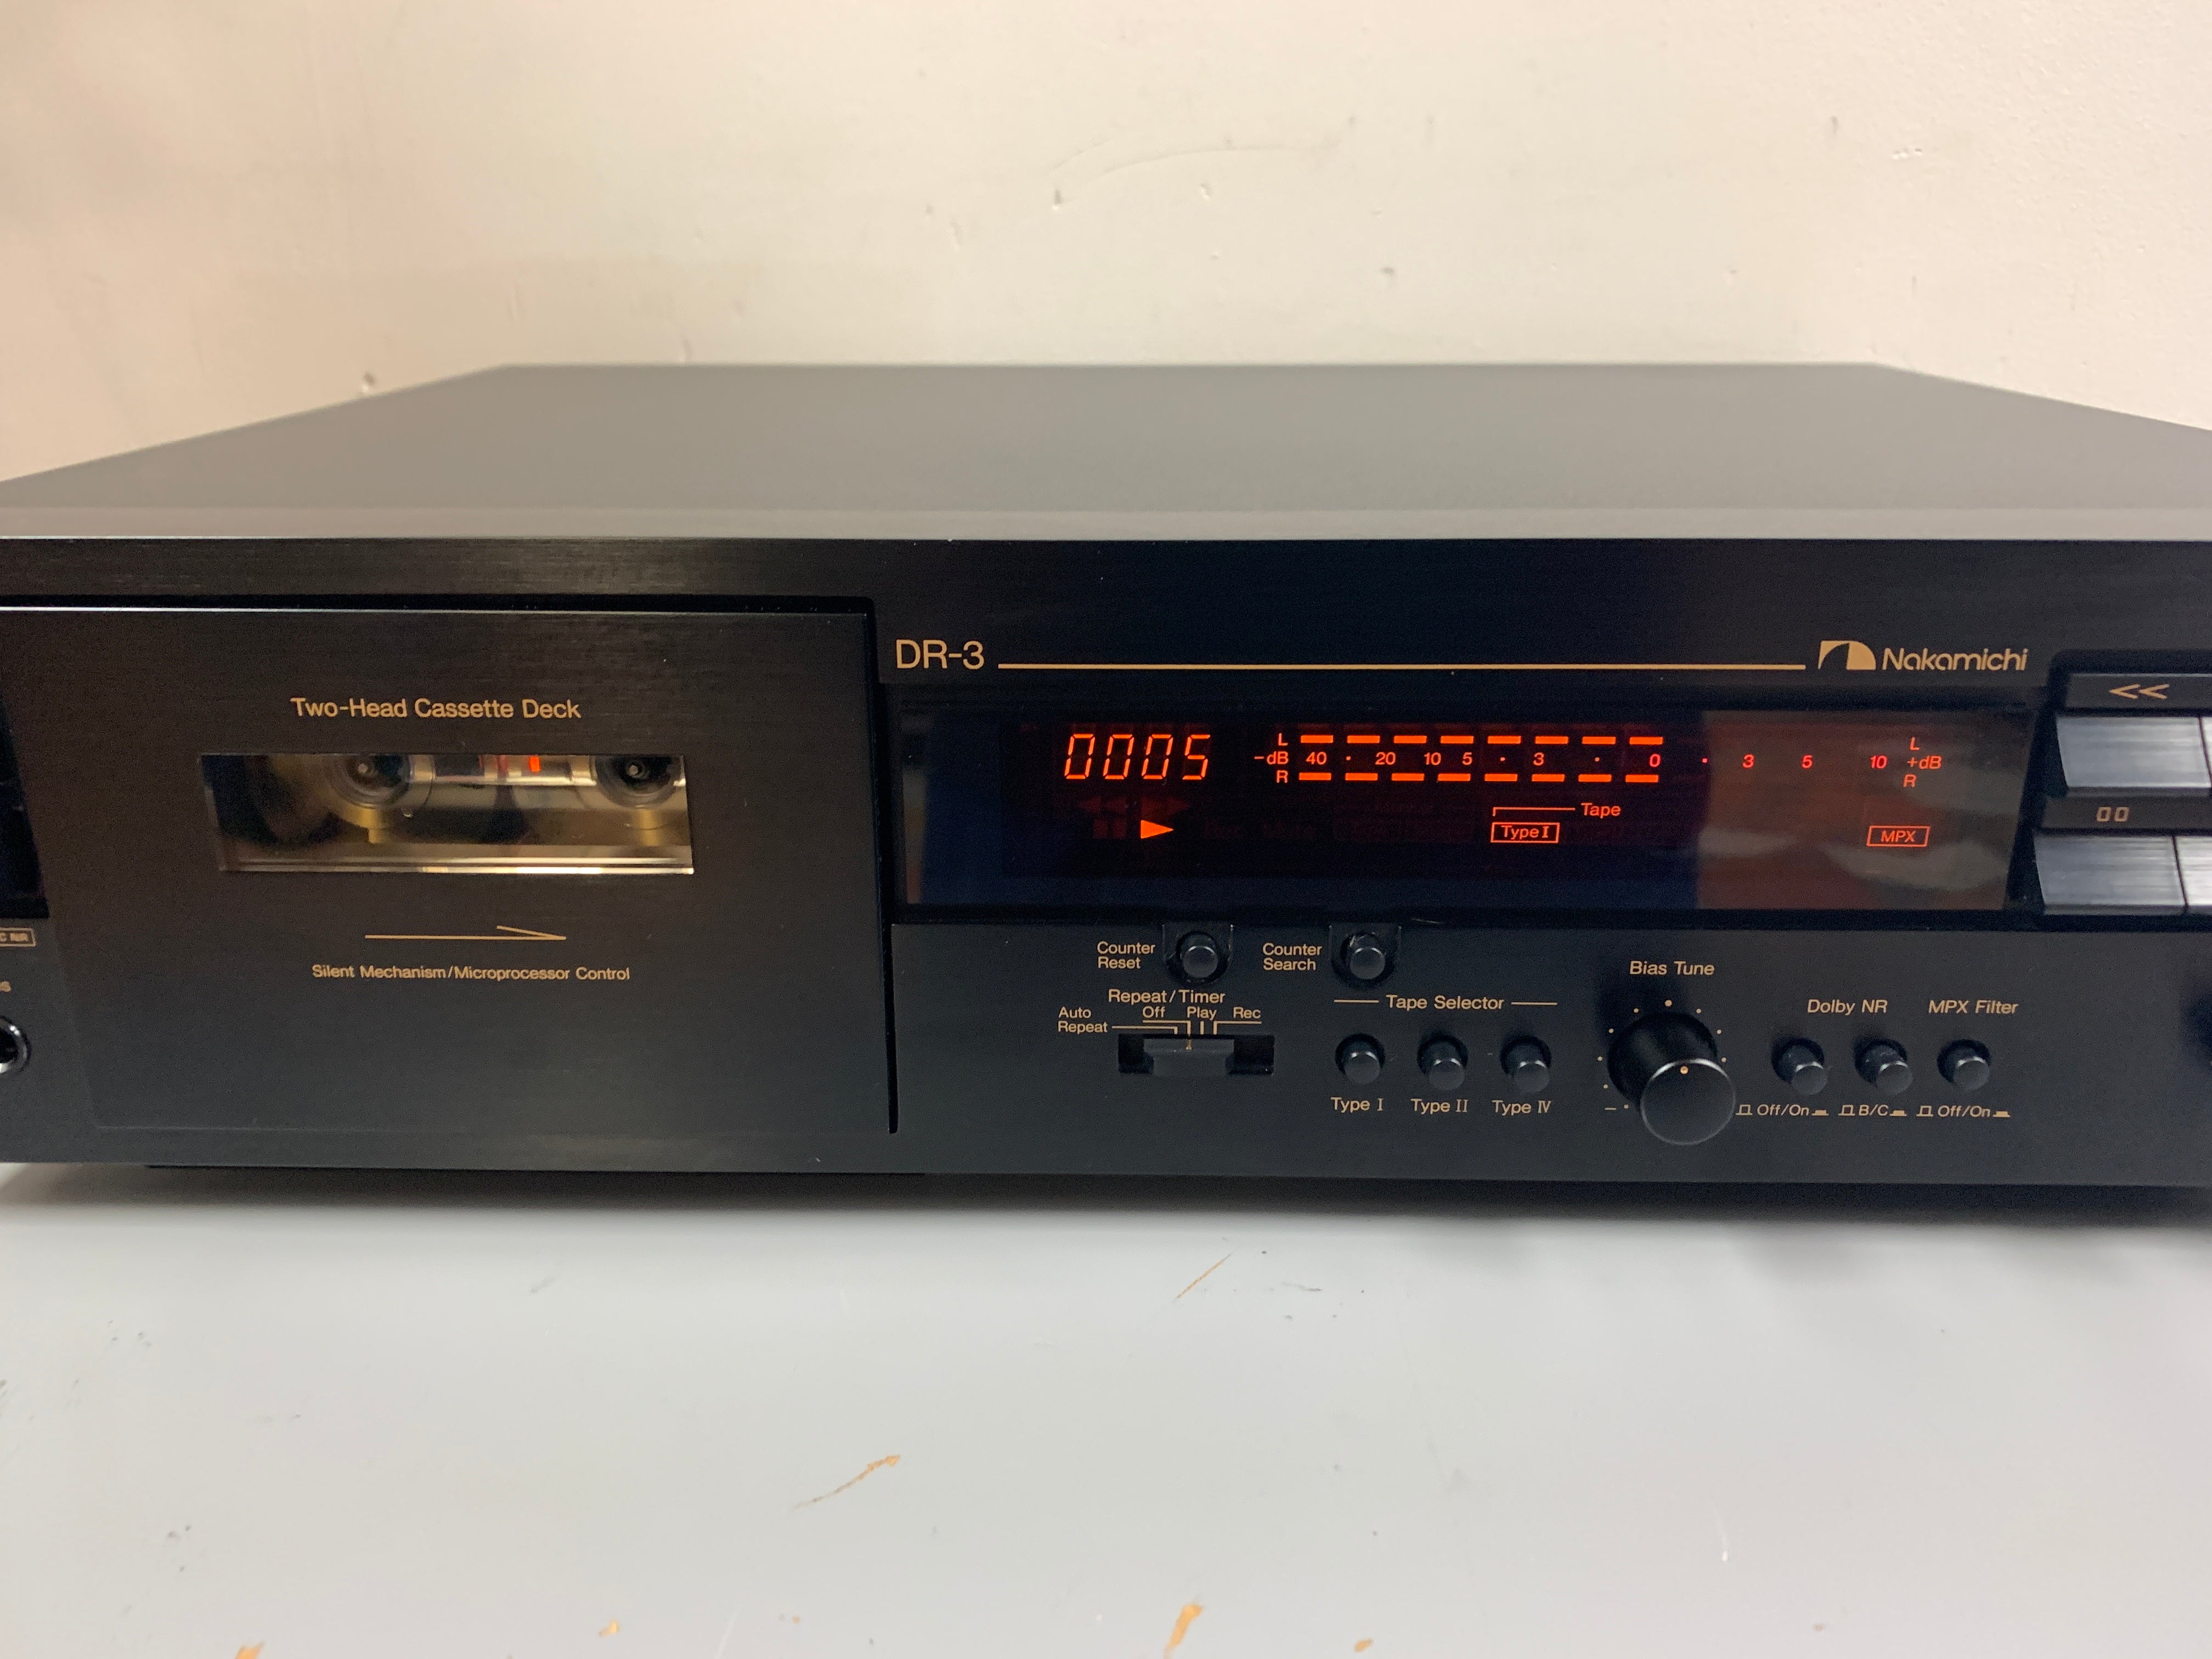 DR-3
Nakamichi
<<
Two-Head Cassette Deck
0005
L
-dB 40 · 20 10 5 · 3 · 0 · 3 5 10 +dB
R
L
R
Tape
Type I
MPX
Silent Mechanism/Microprocessor Control
C NR
s
Counter
Reset
Counter
Search
Repeat/Timer
Auto
Repeat
Off Play Rec
Tape Selector
Type I Type II Type IV
Bias Tune
−
Dolby NR
MPX Filter
Off/On
B/C
Off/On